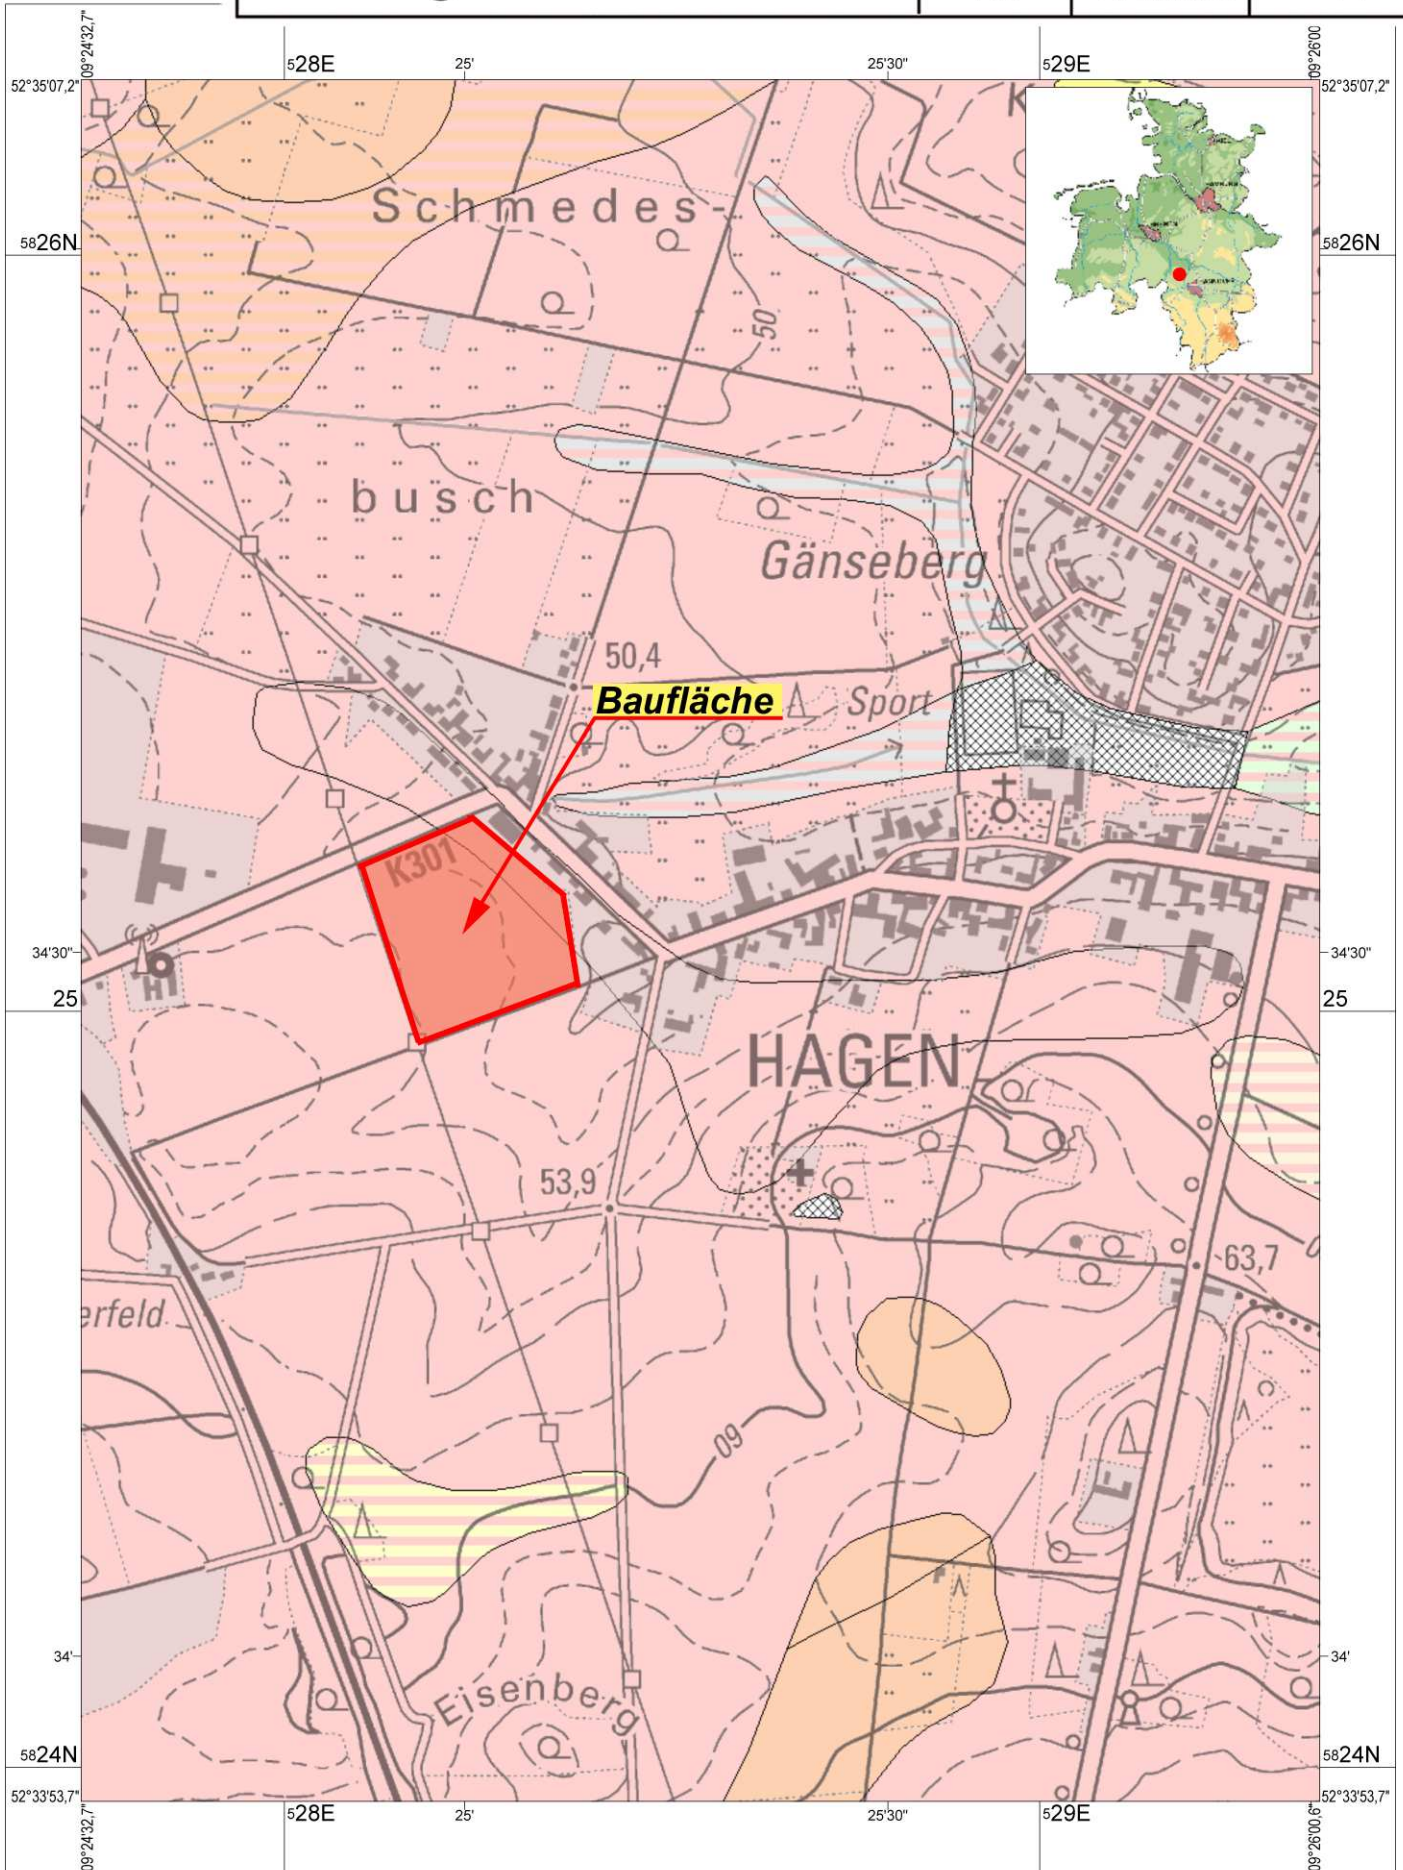 09°24'32,7"
528E
25'
25'30"
529E
09°26'00
52°35'07,2"
52°35'07,2"
K
Schmedes-
5826N
5826N
50
busch
Gänseberg
50,4
Baufläche
Sport
K301
34'30"
34'30"
25
25
HAGEN
53,9
63,7
erfeld
60
34'
34'
Eisenberg
5824N
5824N
52°33'53,7"
52°33'53,7"
09°24'32,7"
528E
25'
25'30"
529E
09°26'00,6"